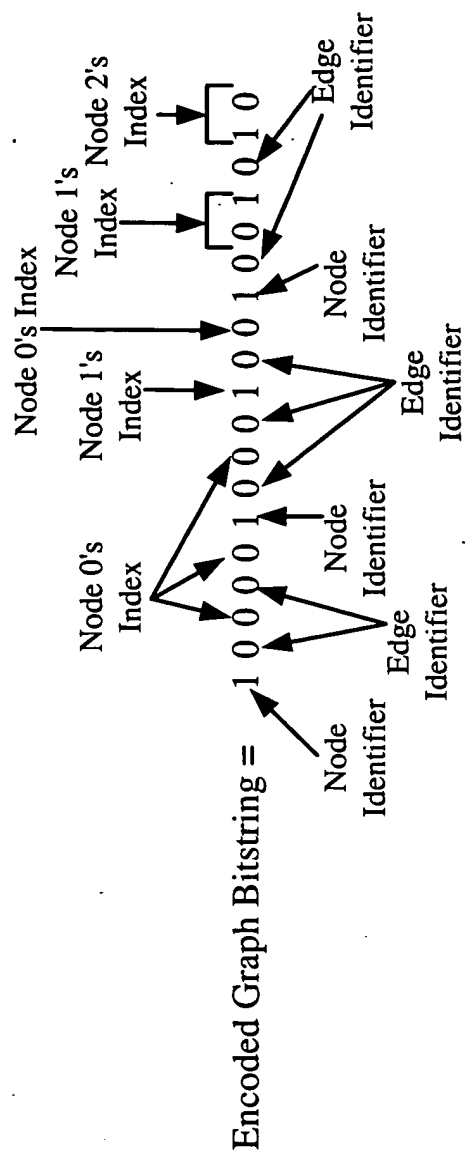 Node 0's Index
Node 0's
Index
Node 1's
Index
Node 1's
Index
Node 2's
Index
Encoded Graph Bitstring = 1 0 0 0 0 1 0 0 0 1 0 0 1 0 0 1 0 1 0
Node
Identifier
Edge
Identifier
Node
Identifier
Edge
Identifier
Node
Identifier
Edge
Identifier